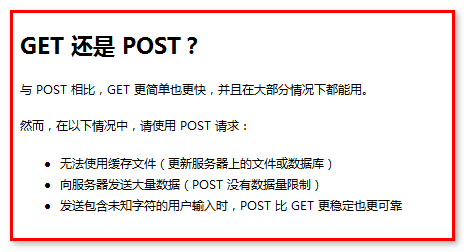 GET 还是 POST？
与 POST 相比，GET 更简单也更快，并且在大部分情况下都能用。
然而，在以下情况中，请使用 POST 请求：
• 无法使用缓存文件（更新服务器上的文件或数据库）
• 向服务器发送大量数据（POST 没有数据量限制）
• 发送包含未知字符的用户输入时，POST 比 GET 更稳定也更可靠